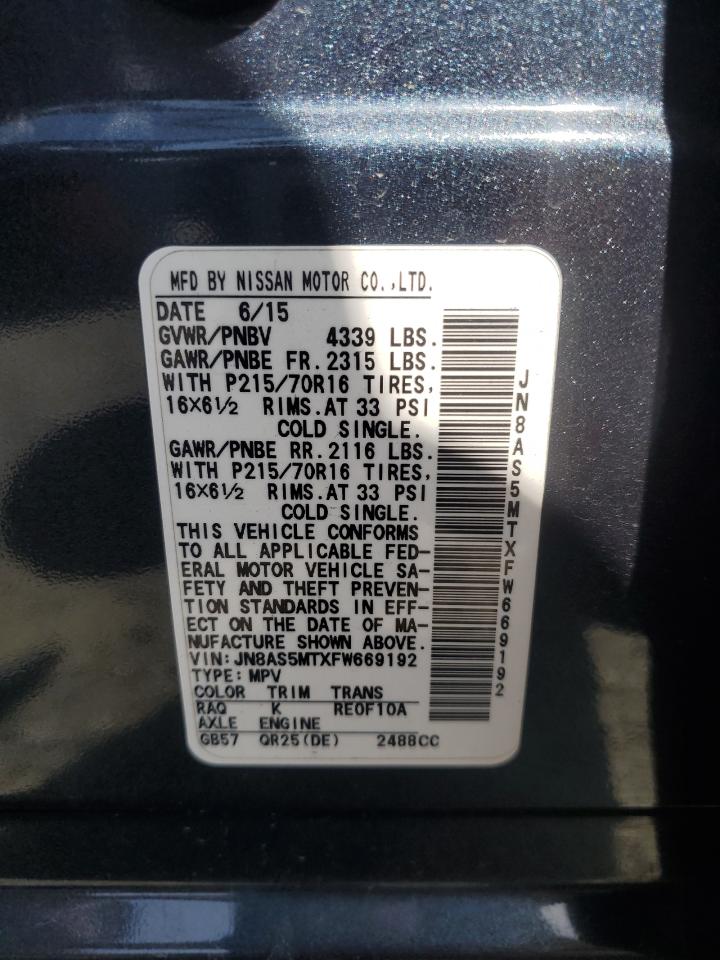 MFD BY NISSAN MOTOR CO.,LTD.
DATE 6/15
GVWR/PNBV 4339 LBS.
GAWR/PNBE FR. 2315 LBS.
WITH P215/70R16 TIRES,
16X6½ RIMS. AT 33 PSI
COLD SINGLE.
GAWR/PNBE RR. 2116 LBS.
WITH P215/70R16 TIRES,
16X6½ RIMS. AT 33 PSI
COLD SINGLE.
THIS VEHICLE CONFORMS
TO ALL APPLICABLE FED-
ERAL MOTOR VEHICLE SA-
FETY AND THEFT PREVEN-
TION STANDARDS IN EFF-
ECT ON THE DATE OF MA-
NUFACTURE SHOWN ABOVE.
VIN: JN8AS5MTXFW669192
TYPE: MPV
COLOR TRIM TRANS
RAQ K RE0F10A
AXLE ENGINE
GB57 QR25(DE) 2488CC
JN8AS5MTXFW669192